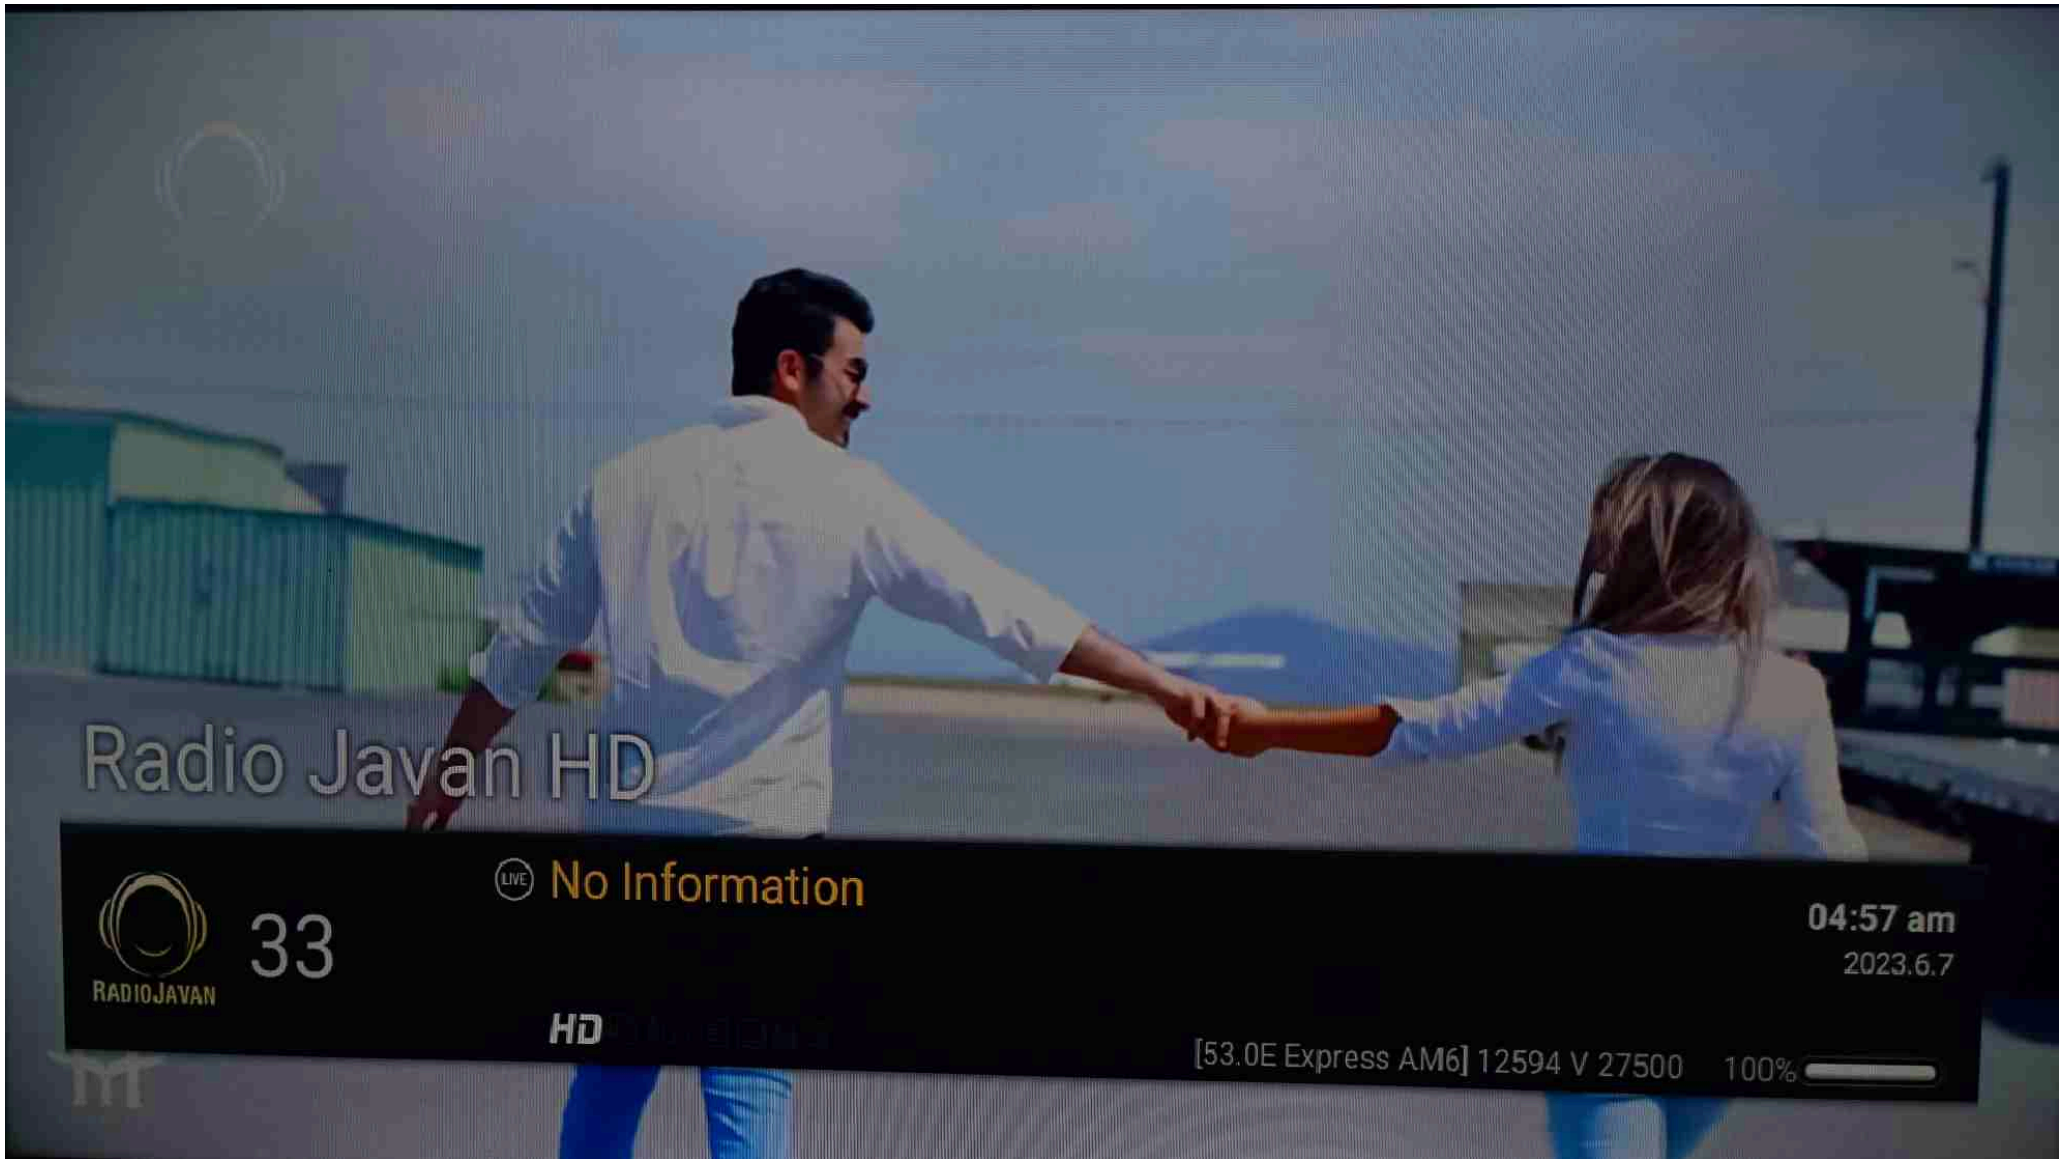 Radio Javan HD
LIVE No Information
33
04:57 am
2023.6.7
RADIOJAVAN
HD
[53.0E Express AM6] 12594 V 27500 100%